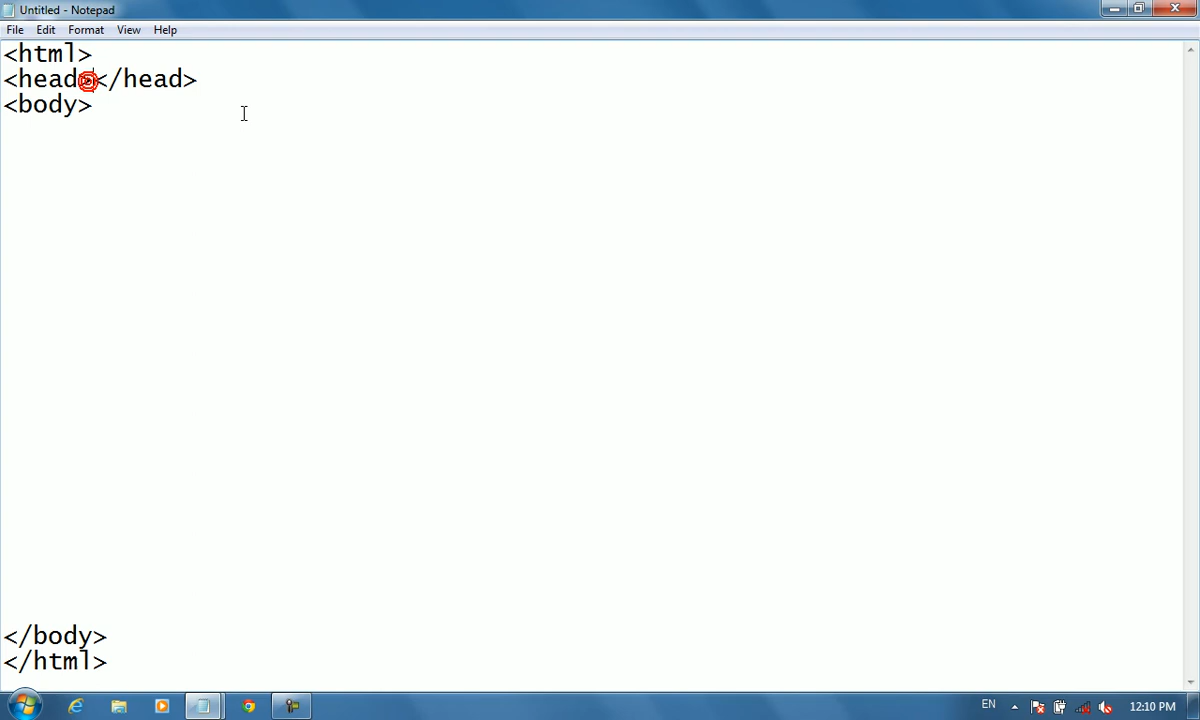 Untitled - Notepad
File Edit Format View Help
<html>
<head></head>
<body>
</body>
</html>
EN 12:10 PM